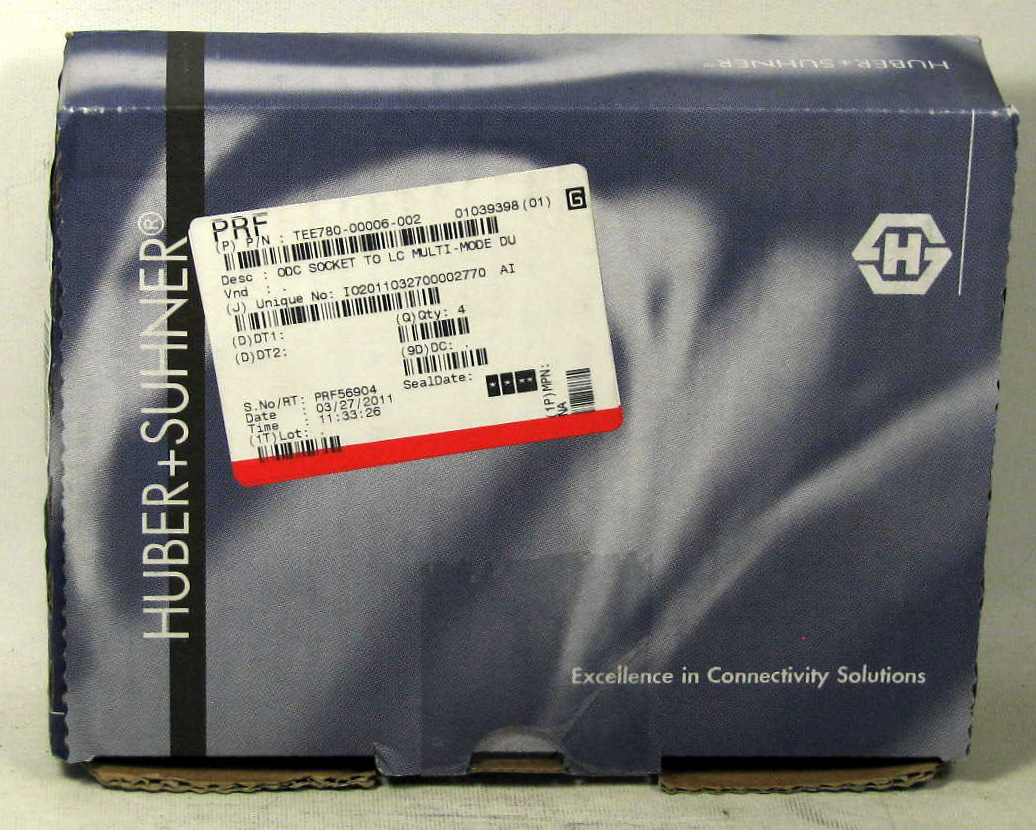 HUBER+SUHNER®
HUBER+SUHNER®
H
PRF
(P) P/N : TEE780-00006-002 01039398(01) G
Desc : ODC SOCKET TO LC MULTI-MODE DU
Vnd : .
(J) Unique No: I02011032700002770 AI
(D)DT1: (Q)Qty: 4
(D)DT2: (9D)DC: .
SealDate: * * **
S.No/RT: PRF56904
Date : 03/27/2011
Time : 11:33:26
(1T)Lot: .
(1P)MPN:
NA
Excellence in Connectivity Solutions